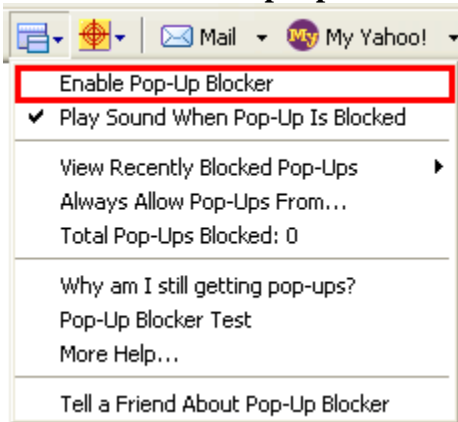 Mail My Yahoo!
Enable Pop-Up Blocker
Play Sound When Pop-Up Is Blocked
View Recently Blocked Pop-Ups
Always Allow Pop-Ups From...
Total Pop-Ups Blocked: 0
Why am I still getting pop-ups?
Pop-Up Blocker Test
More Help...
Tell a Friend About Pop-Up Blocker